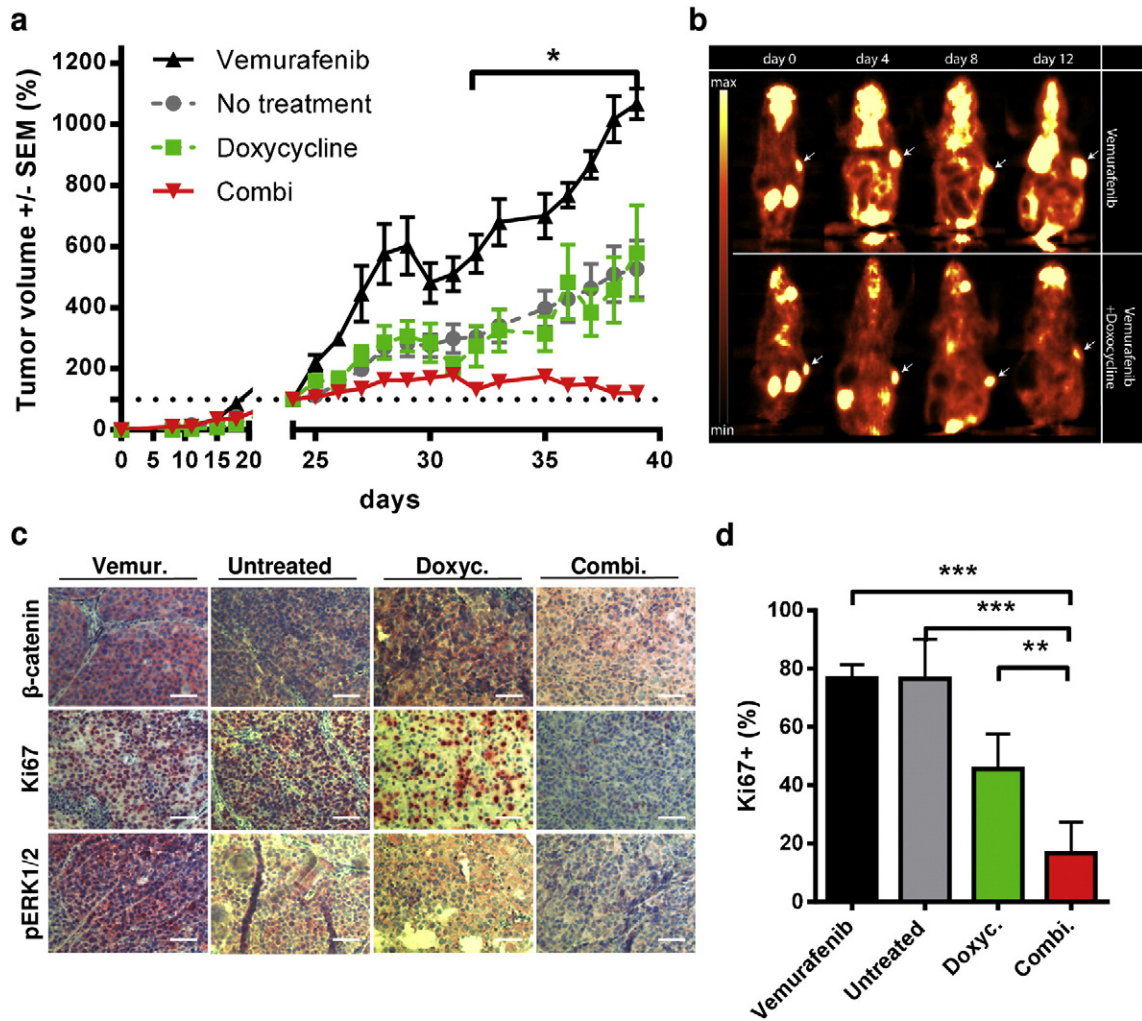 a
Tumor volume +/- SEM (%)
1200
1000
800
600
400
200
100
0
Vemurafenib
No treatment
Doxycycline
Combi
*
0 5 10 15 20 25 30 35 40
days
b
day 0 day 4 day 8 day 12
max
min
Vemurafenib
Vemurafenib
+Doxocycline
c
Vemur. Untreated Doxyc. Combi.
β-catenin
Ki67
pERK1/2
d
***
***
**
Ki67+ (%)
100
80
60
40
20
0
Vemurafenib
Untreated
Doxyc.
Combi.